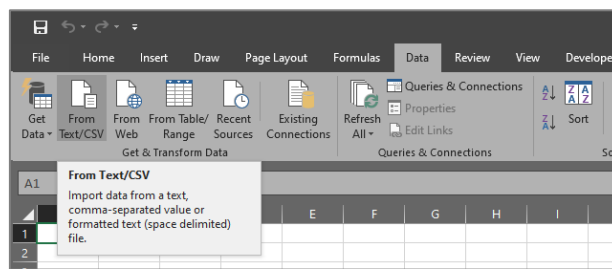 File Home Insert Draw Page Layout Formulas Data Review View Develope
Get Data
From Text/CSV
From Web
From Table/ Range
Recent Sources
Existing Connections
Refresh All
Queries & Connections
Properties
Edit Links
Sort
Get & Transform Data
Queries & Connections
So
A1
From Text/CSV
Import data from a text,
comma-separated value or
formatted text (space delimited)
file.
E F G H I
1
2